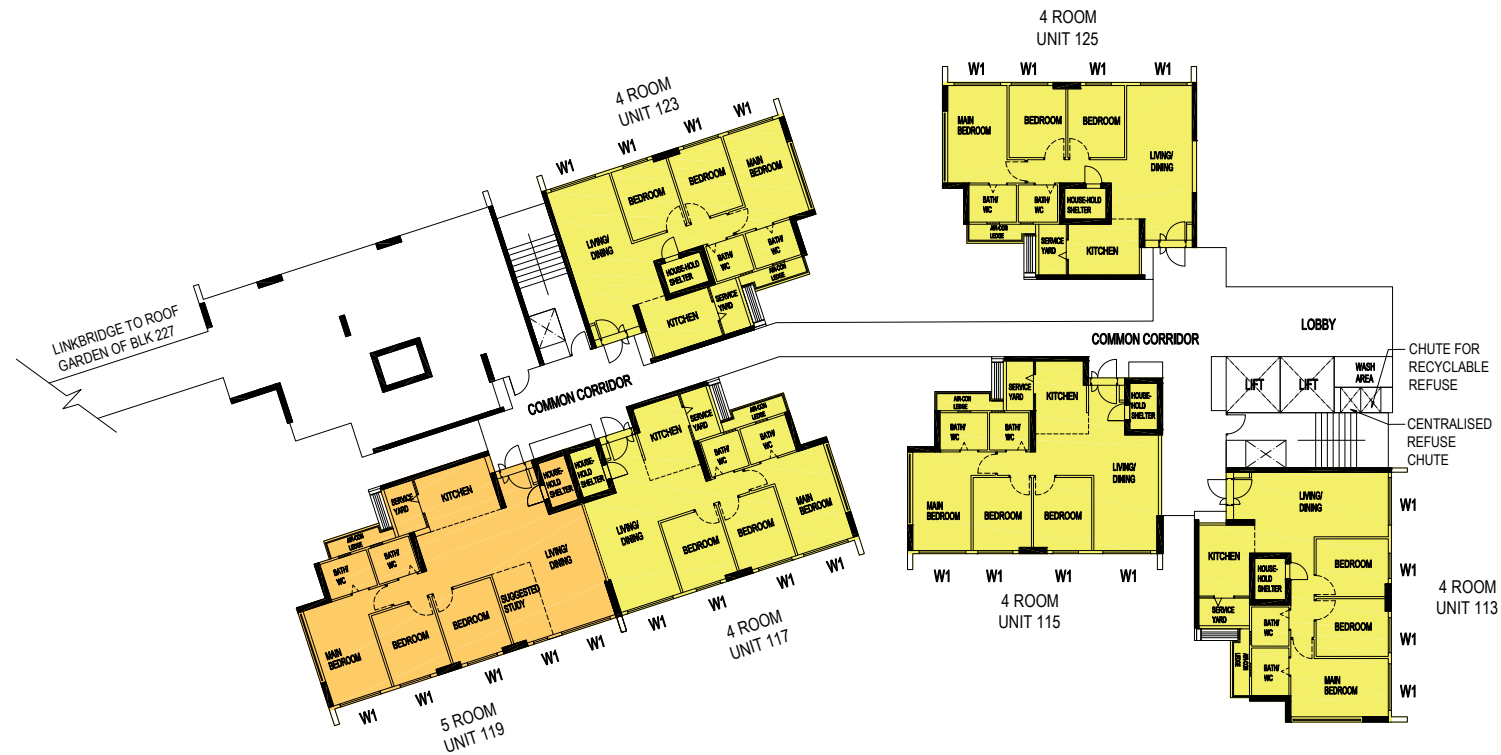 4 ROOM
UNIT 125
W1
W1
W1
W1
MAIN
BEDROOM
BEDROOM
BEDROOM
LIVING/
DINING
BATH/
WC
BATH/
WC
HOUSE-HOLD
SHELTER
AIR-CON
LEDGE
SERVICE
YARD
KITCHEN
4 ROOM
UNIT 123
W1
W1
W1
W1
LIVING/
DINING
BEDROOM
BEDROOM
MAIN
BEDROOM
HOUSE-HOLD
SHELTER
BATH/
WC
BATH/
WC
AIR-CON
LEDGE
KITCHEN
SERVICE
YARD
LINKBRIDGE TO ROOF
GARDEN OF BLK 227
COMMON CORRIDOR
COMMON CORRIDOR
LOBBY
LIFT
LIFT
WASH
AREA
CHUTE FOR
RECYCLABLE
REFUSE
CENTRALISED
REFUSE
CHUTE
SERVICE
YARD
KITCHEN
HOUSE-
HOLD
SHELTER
AIR-CON
LEDGE
BATH/
WC
BATH/
WC
LIVING/
DINING
MAIN
BEDROOM
BEDROOM
BEDROOM
W1
W1
W1
W1
4 ROOM
UNIT 115
LIVING/
DINING
W1
KITCHEN
HOUSE-
HOLD
SHELTER
BEDROOM
W1
SERVICE
YARD
BATH/
WC
BEDROOM
W1
AIR-CON
LEDGE
BATH/
WC
MAIN
BEDROOM
W1
4 ROOM
UNIT 113
KITCHEN
SERVICE
YARD
AIR-CON
LEDGE
HOUSE-
HOLD
SHELTER
BATH/
WC
BATH/
WC
LIVING/
DINING
BEDROOM
BEDROOM
MAIN
BEDROOM
W1
W1
W1
W1
4 ROOM
UNIT 117
SERVICE
YARD
KITCHEN
HOUSE-
HOLD
SHELTER
AIR-CON
LEDGE
BATH/
WC
BATH/
WC
LIVING/
DINING
SUGGESTED
STUDY
MAIN
BEDROOM
BEDROOM
BEDROOM
W1
W1
W1
W1
W1
5 ROOM
UNIT 119